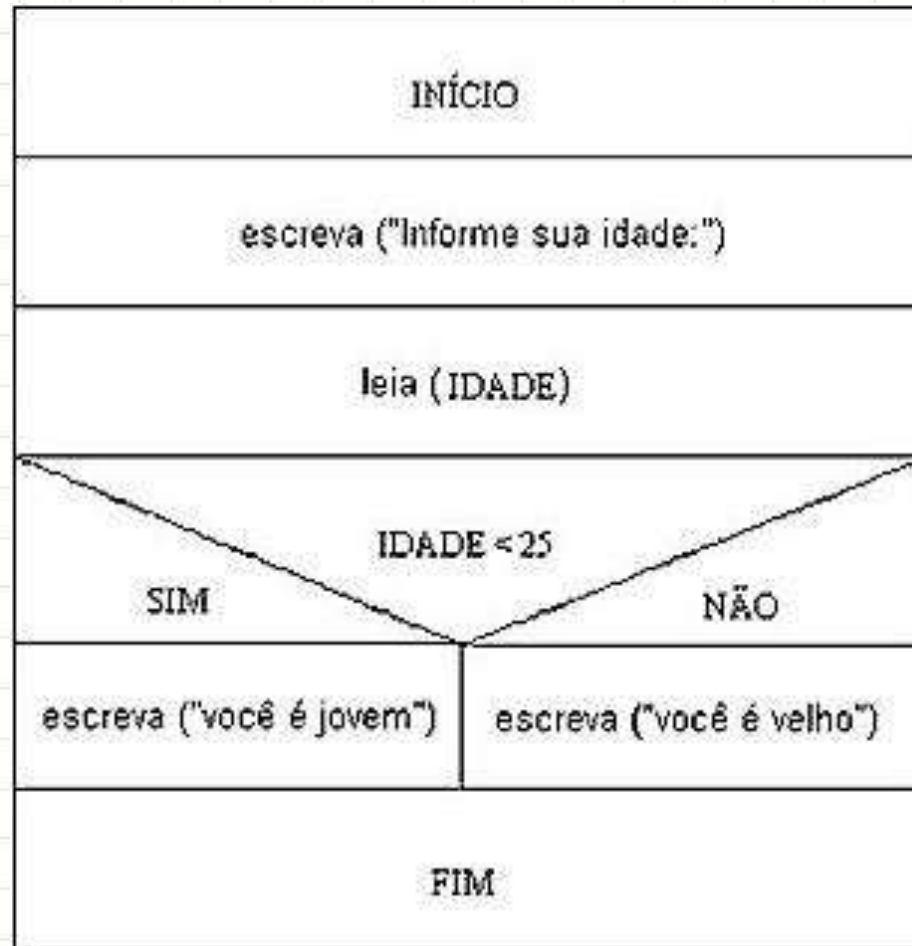 INÍCIO
escreva ("Informe sua idade:")
leia (IDADE)
IDADE <25
SIM
NÃO
escreva ("você é jovem")
escreva ("você é velho")
FIM